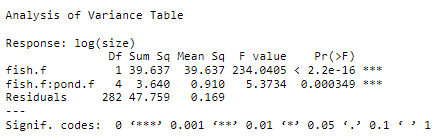 Analysis of Variance Table
Response: log(size)
Df Sum Sq Mean Sq F value Pr(>F)
fish.f 1 39.637 39.637 234.0405 < 2.2e-16 ***
fish.f:pond.f 4 3.640 0.910 5.3734 0.000349 ***
Residuals 282 47.759 0.169
---
Signif. codes: 0 ‘***’ 0.001 ‘**’ 0.01 ‘*’ 0.05 ‘.’ 0.1 ‘ ’ 1